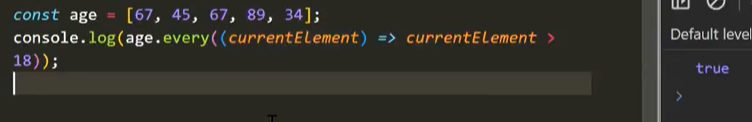 const age = [67, 45, 67, 89, 34];
console.log(age.every((currentElement) => currentElement >
18));
Default level
true
>